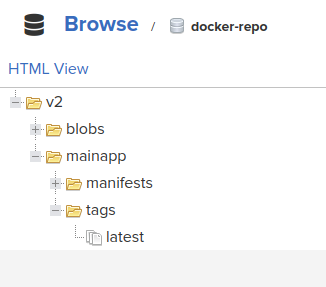 Browse / docker-repo
HTML View
v2
blobs
mainapp
manifests
tags
latest